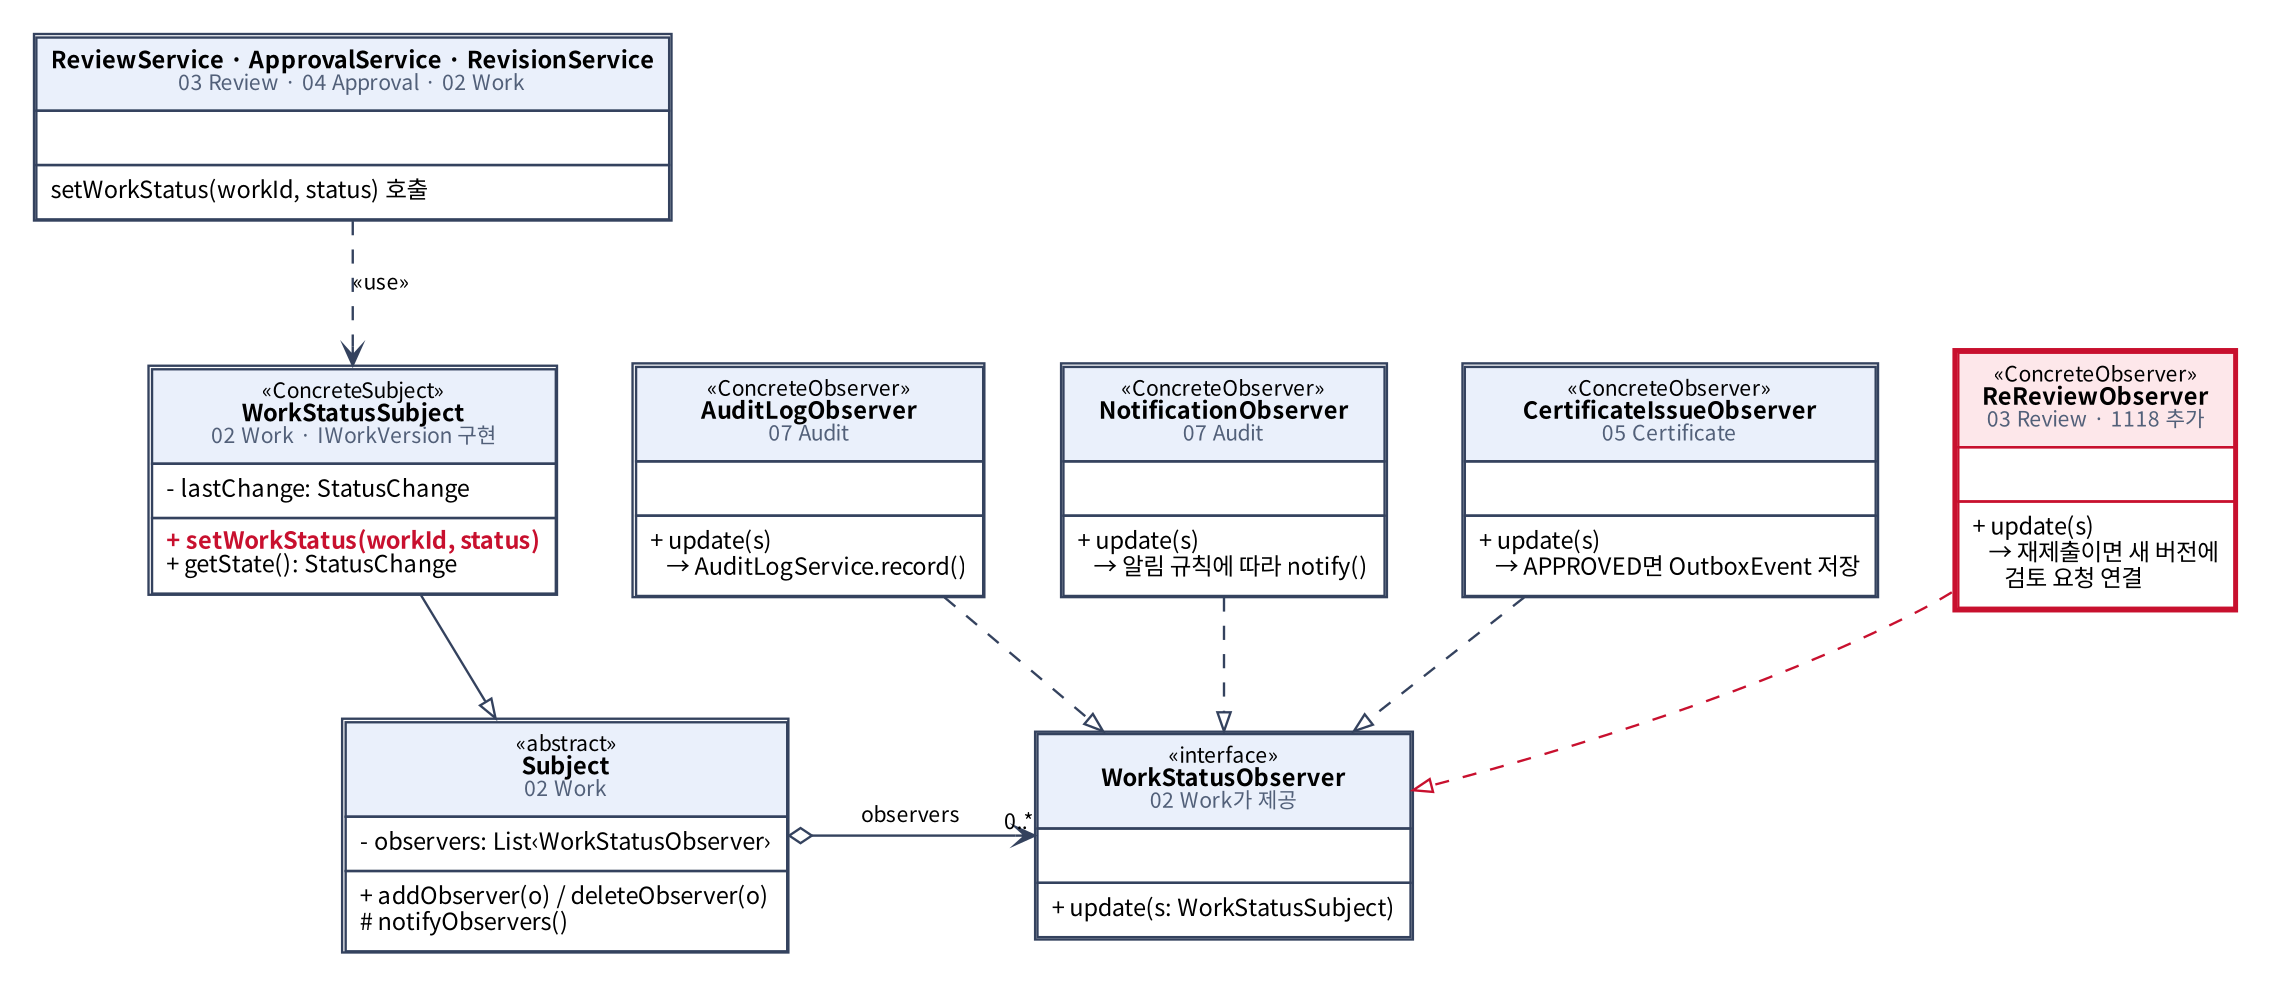 ReviewService · ApprovalService · RevisionService
03 Review · 04 Approval · 02 Work
setWorkStatus(workId, status) 호출
«use»
«ConcreteSubject»
WorkStatusSubject
02 Work · IWorkVersion 구현
- lastChange: StatusChange
+ setWorkStatus(workId, status)
+ getState(): StatusChange
«ConcreteObserver»
AuditLogObserver
07 Audit
+ update(s)
→ AuditLogService.record()
«ConcreteObserver»
NotificationObserver
07 Audit
+ update(s)
→ 알림 규칙에 따라 notify()
«ConcreteObserver»
CertificateIssueObserver
05 Certificate
+ update(s)
→ APPROVED면 OutboxEvent 저장
«ConcreteObserver»
ReReviewObserver
03 Review · 1118 추가
+ update(s)
→ 재제출이면 새 버전에
검토 요청 연결
«abstract»
Subject
02 Work
- observers: List‹WorkStatusObserver›
+ addObserver(o) / deleteObserver(o)
# notifyObservers()
observers
0..*
«interface»
WorkStatusObserver
02 Work가 제공
+ update(s: WorkStatusSubject)